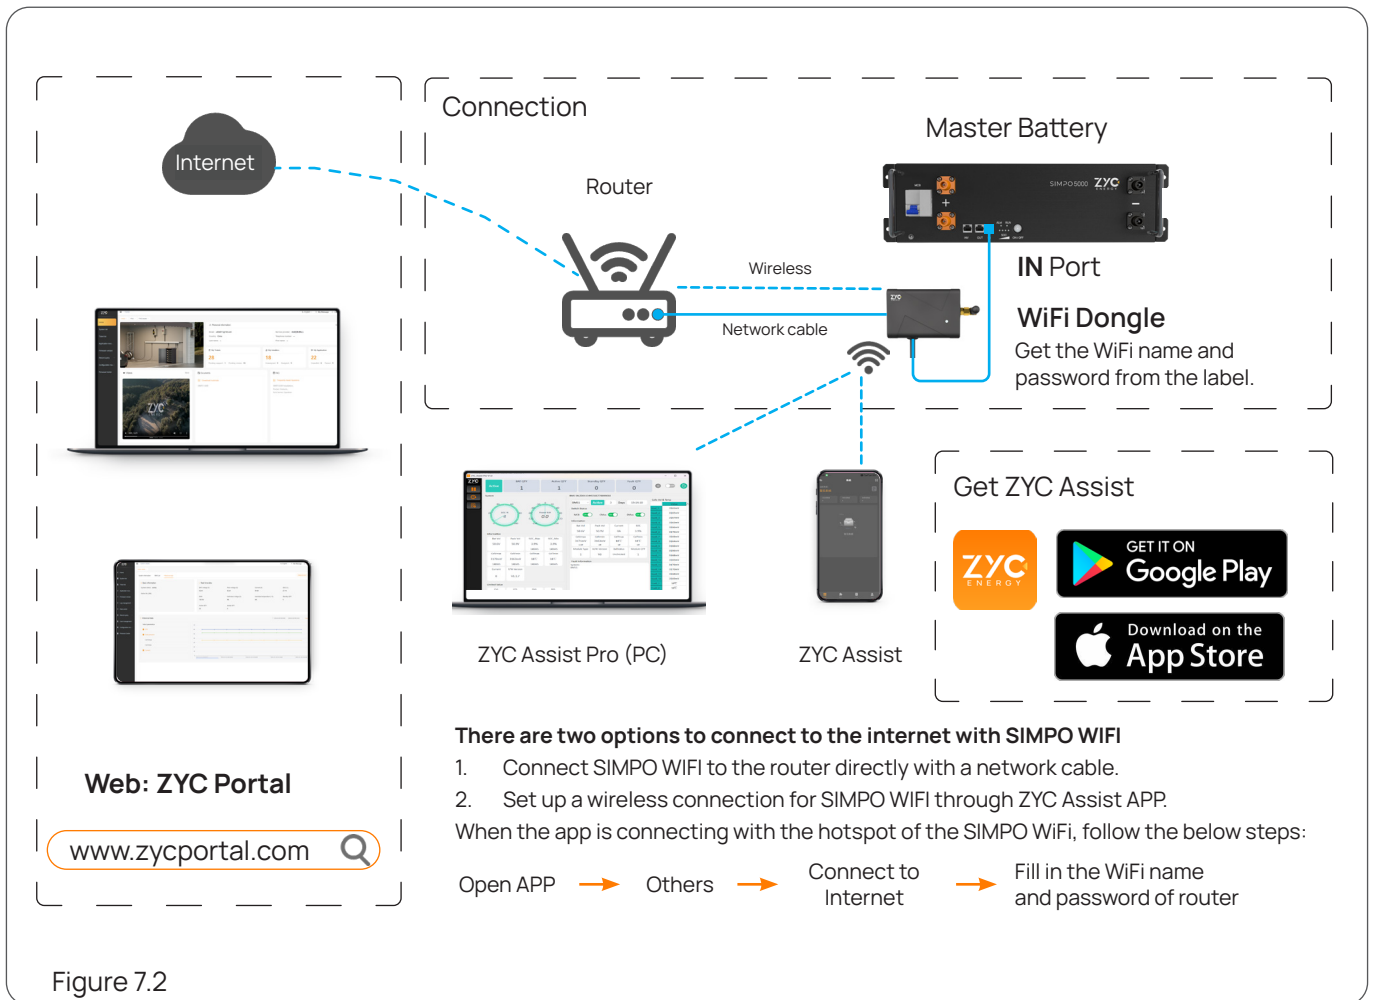 Internet
Web: ZYC Portal
www.zycportal.com
Connection
Master Battery
Router
SIMPO5000 ZYC
ENERGY
+
−
Wireless
IN Port
ZYC
Network cable
WiFi Dongle
Get the WiFi name and
password from the label.
ZYC Assist Pro (PC)
ZYC Assist
Get ZYC Assist
ZYC
ENERGY
GET IT ON
Google Play
Download on the
App Store
There are two options to connect to the internet with SIMPO WIFI
1. Connect SIMPO WIFI to the router directly with a network cable.
2. Set up a wireless connection for SIMPO WIFI through ZYC Assist APP.
When the app is connecting with the hotspot of the SIMPO WiFi, follow the below steps:
Open APP
Others
Connect to
Internet
Fill in the WiFi name
and password of router
Figure 7.2